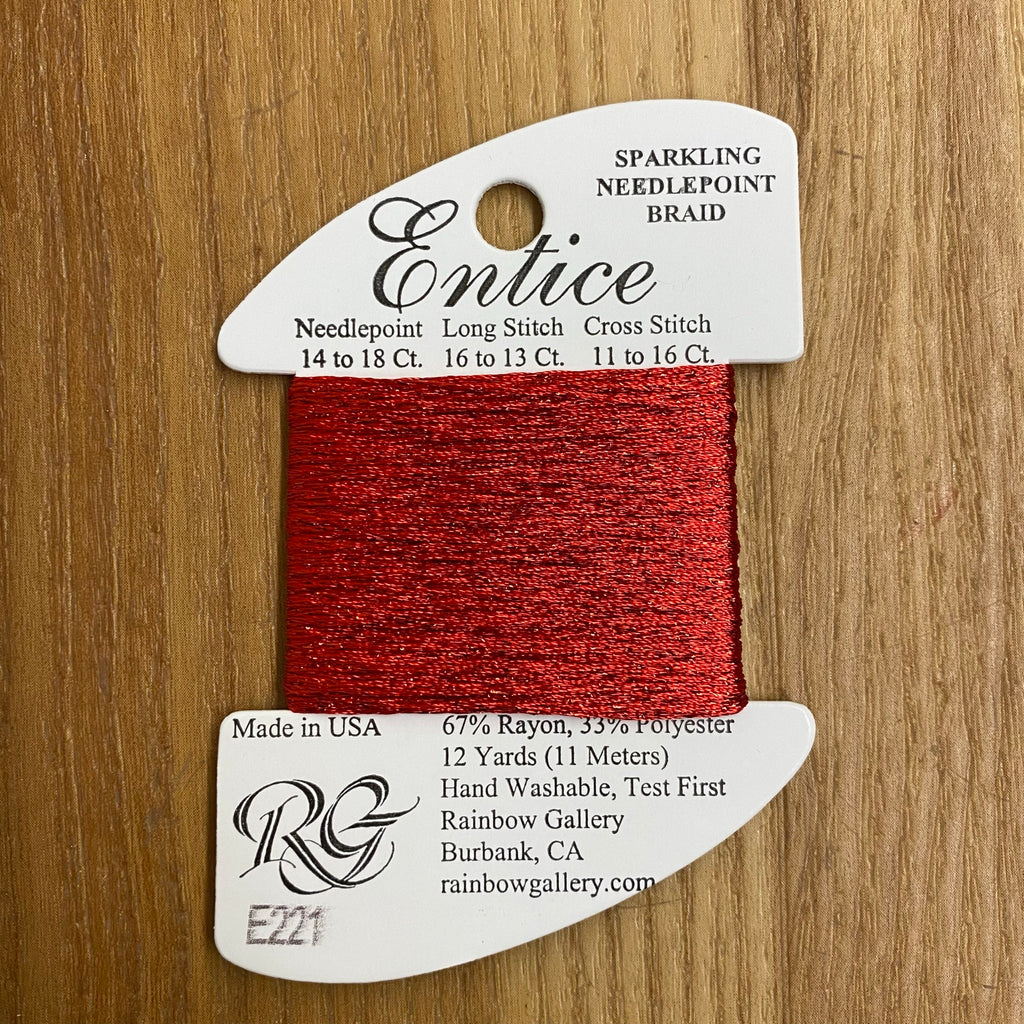 SPARKLING
NEEDLEPOINT
BRAID
Entice
Needlepoint Long Stitch Cross Stitch
14 to 18 Ct. 16 to 13 Ct. 11 to 16 Ct.
Made in USA
67% Rayon, 33% Polyester
12 Yards (11 Meters)
Hand Washable, Test First
Rainbow Gallery
Burbank, CA
rainbowgallery.com
RG
E221